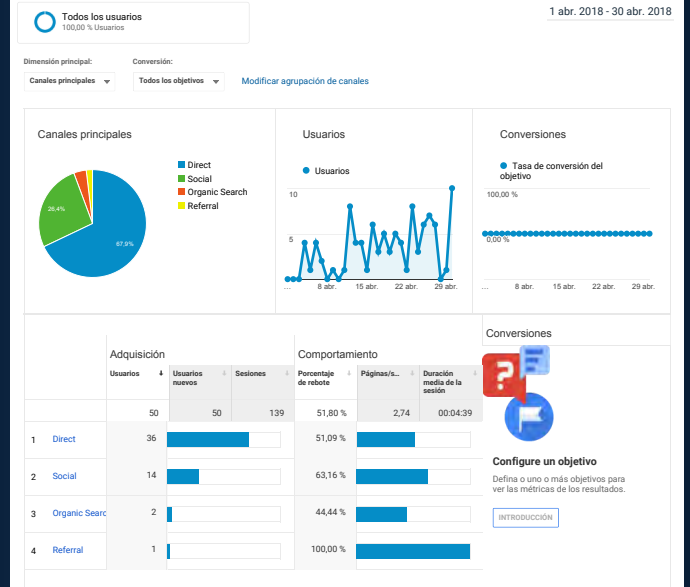 Todos los usuarios
100,00 % Usuarios
1 abr. 2018 - 30 abr. 2018
Dimensión principal:
Conversión:
Canales principales
Todos los objetivos
Modificar agrupación de canales
Canales principales
Direct
Social
Organic Search
Referral
26,4%
67,9%
Usuarios
Usuarios
10
5
…
8 abr.
15 abr.
22 abr.
29 abr.
Conversiones
Tasa de conversión del
objetivo
100,00 %
0,00 %
…
8 abr.
15 abr.
22 abr.
29 abr.
Adquisición
Comportamiento
Conversiones
Usuarios
Usuarios
nuevos
Sesiones
Porcentaje
de rebote
Páginas/s...
Duración
media de la
sesión
50
50
139
51,80 %
2,74
00:04:39
1 Direct 36 51,09 %
2 Social 14 63,16 %
3 Organic Searc 2 44,44 %
4 Referral 1 100,00 %
Configure un objetivo
Defina o uno o más objetivos para
ver las métricas de los resultados.
INTRODUCCIÓN